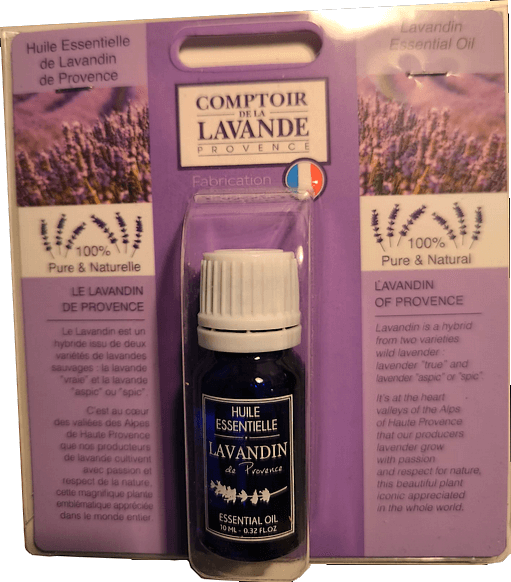 Huile Essentielle
de Lavandin
de Provence
100%
Pure & Naturelle
LE LAVANDIN
DE PROVENCE
Le Lavandin est un
hybride issu de deux
variétés de lavandes
sauvages : la lavande
"vraie" et la lavande
"aspic" ou "spic".
C'est au cœur
des vallées des Alpes
de Haute Provence
que nos producteurs
de lavande cultivent
avec passion et
respect de la nature,
cette magnifique plante
emblématique appréciée
dans le monde entier
COMPTOIR
DE LA
LAVANDE
PROVENCE
Fabrication
HUILE
ESSENTIELLE
LAVANDIN
de Provence
ESSENTIAL OIL
10 ML - 0.32 FL.OZ
Lavandin
Essential Oil
100%
Pure & Natural
LAVANDIN
OF PROVENCE
Lavandin is a hybrid
from two varieties
wild lavender :
lavender "true" and
lavender "aspic" or "spic".
It's at the heart
valleys of the Alps
of Haute Provence
that our producers
lavender grow
with passion
and respect for nature,
this beautiful plant
iconic appreciated
in the whole world.